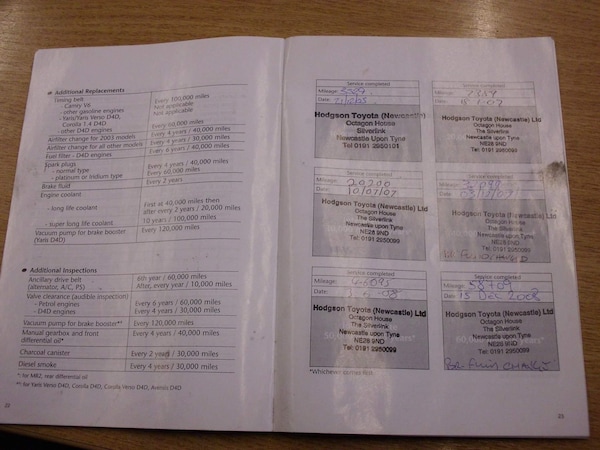 Additional Replacements
Timing belt Every 100,000 miles
- Camry V6 Not applicable
- other gasoline engines Not applicable
- Yaris/Yaris Verso D4D,
Corolla 1.4 D4D
- other D4D engines Every 60,000 miles
Airfilter change for 2003 models Every 4 years / 40,000 miles
Airfilter change for all other models Every 4 years / 30,000 miles
Fuel filter - D4D engines Every 4 years / 40,000 miles
Spark plugs
- normal type Every 4 years / 40,000 miles
- platinum or Iridium type Every 60,000 miles
Brake fluid Every 2 years
Engine coolant
- long life coolant First at 40,000 miles then
after every 2 years / 20,000 miles
- super long life coolant 10 years / 100,000 miles
Vacuum pump for brake booster Every 120,000 miles
(Yaris D4D)
Additional Inspections
Ancillary drive belt 6th year / 60,000 miles
(alternator, A/C, PS) After, every year / 10,000 miles
Valve clearance (audible inspection)
- Petrol engines Every 6 years / 60,000 miles
- D4D engines Every 4 years / 30,000 miles
Vacuum pump for brake booster** Every 120,000 miles
Manual gearbox and front Every 4 years / 40,000 miles
differential oil*
Charcoal canister Every 2 years / 30,000 miles
Diesel smoke Every 4 years / 30,000 miles
*: for MR2, rear differential oil
** for Yaris Verso D4D, Corolla D4D, Corolla Verso D4D, Avensis D4D
Service completed
Mileage:
Date:
Hodgson Toyota (Newcastle)
Octagon House
Silverlink
Newcastle Upon Tyne
Tel 0191 2950101
Mileage:
Date:
Hodgson Toyota (Newcastle) Ltd
Octagon House
The Silverlink
Newcastle upon Tyne
NE28 9ND
Tel: 0191 2950099
Service completed
Mileage: 20200
Date: 10/07/07
Hodgson Toyota (Newcastle) Ltd
Octagon House
The Silverlink
Newcastle upon Tyne
NE28 9ND
Tel: 0191 2950099
Service completed
Mileage:
Date:
Hodgson Toyota (Newcastle) Ltd
Octagon House
The Silverlink
Newcastle upon Tyne
NE28 9ND
Tel: 0191 2950099
Service completed
Mileage:
Date:
Hodgson Toyota (Newcastle) Ltd
Octagon House
The Silverlink
Newcastle upon Tyne
NE28 9ND
Tel: 0191 2950099
*Whichever comes first
Service completed
Mileage:
Date: 15 Dec 2008
Hodgson Toyota (Newcastle) Ltd
Octagon House
The Silverlink
Newcastle upon Tyne
NE28 9ND
Tel: 0191 2950099
25